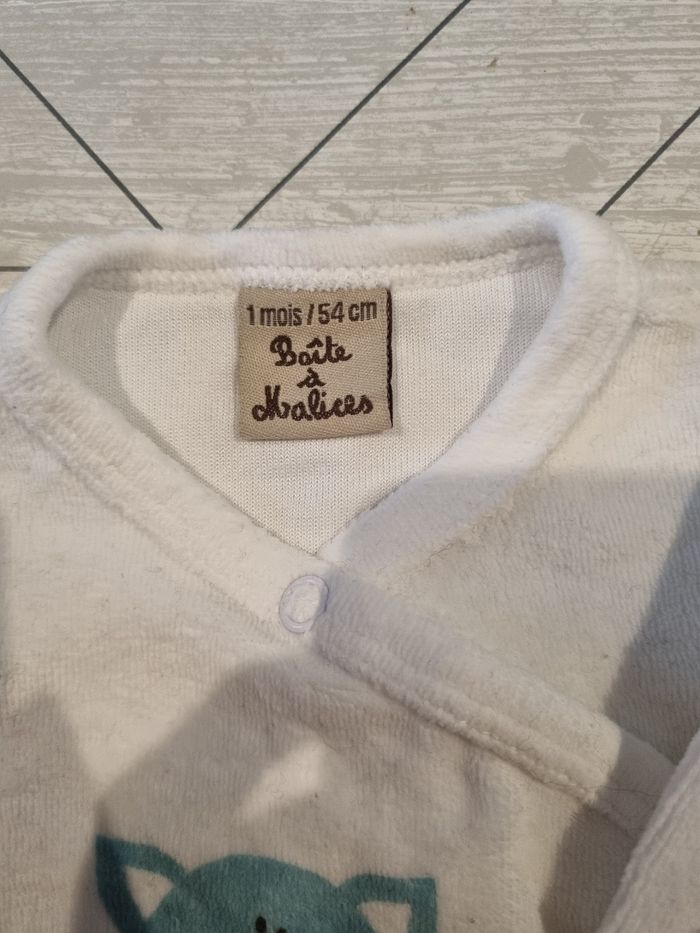 1 mois / 54 cm
Boîte
à
Malices